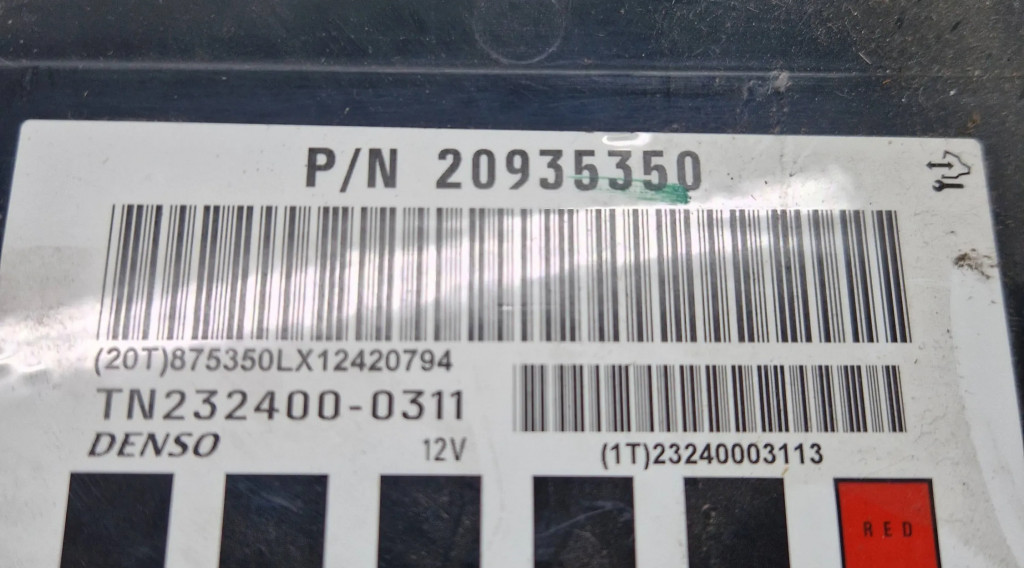 P/N 20935350
(20T)875350LX12420794
TN232400-0311
DENSO 12V
(1T)23240003113
RED